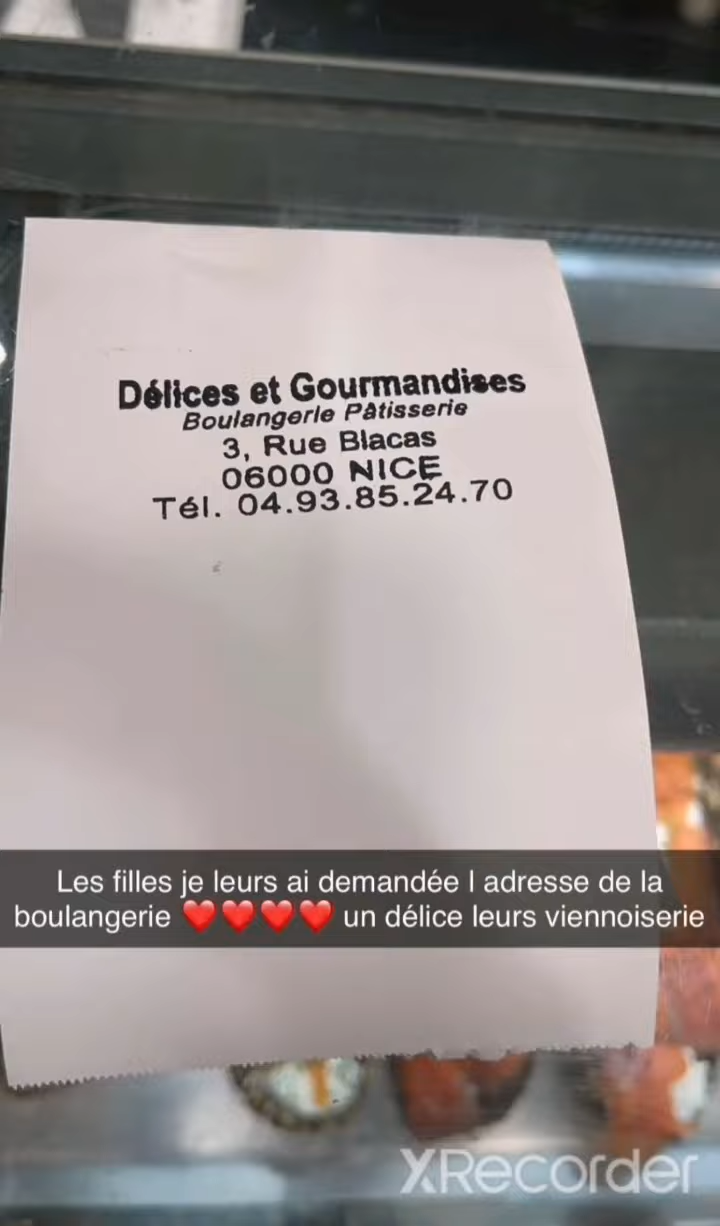 Délices et Gourmandises
Boulangerie Pâtisserie
3, Rue Blacas
06000 NICE
Tél. 04.93.85.24.70
Les filles je leurs ai demandée l adresse de la
boulangerie ❤️❤️❤️❤️ un délice leurs viennoiserie
XRecorder